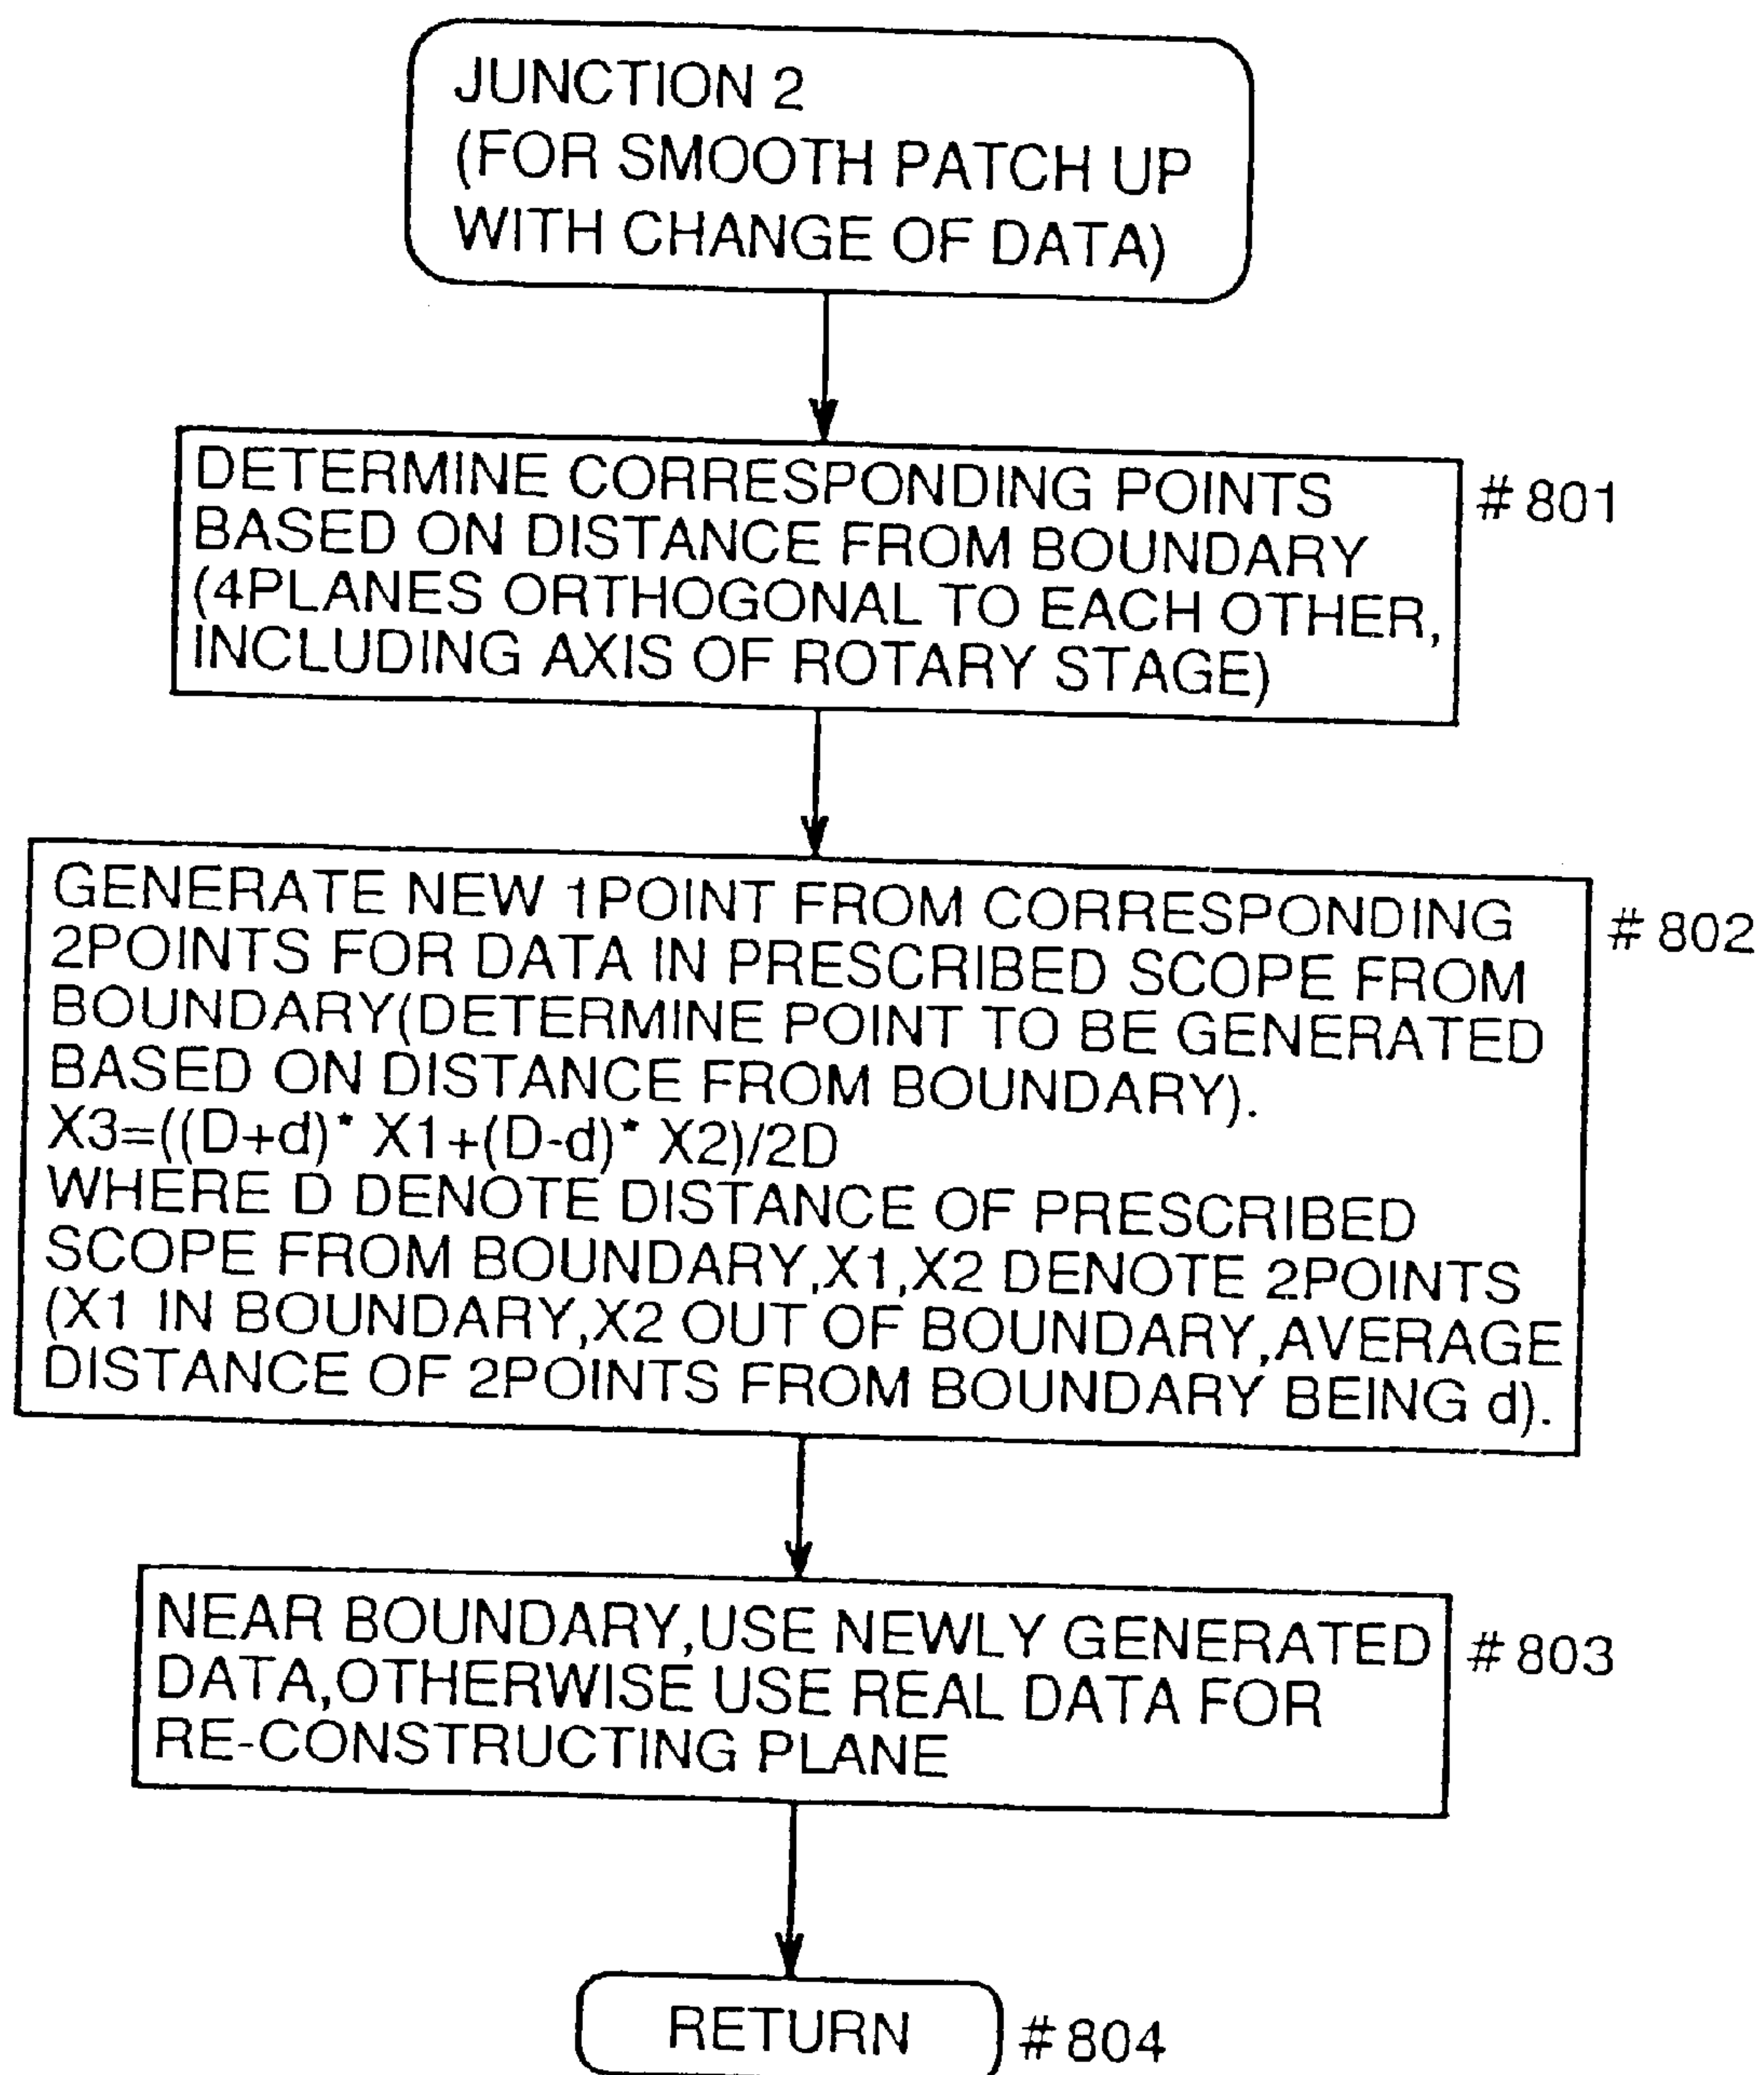 JUNCTION 2
(FOR SMOOTH PATCH UP
WITH CHANGE OF DATA)
DETERMINE CORRESPONDING POINTS
BASED ON DISTANCE FROM BOUNDARY
(4PLANES ORTHOGONAL TO EACH OTHER,
INCLUDING AXIS OF ROTARY STAGE)
#801
GENERATE NEW 1POINT FROM CORRESPONDING
2POINTS FOR DATA IN PRESCRIBED SCOPE FROM
BOUNDARY(DETERMINE POINT TO BE GENERATED
BASED ON DISTANCE FROM BOUNDARY).
X3=((D+d)* X1+(D-d)* X2)/2D
WHERE D DENOTE DISTANCE OF PRESCRIBED
SCOPE FROM BOUNDARY,X1,X2 DENOTE 2POINTS
(X1 IN BOUNDARY,X2 OUT OF BOUNDARY,AVERAGE
DISTANCE OF 2POINTS FROM BOUNDARY BEING d).
#802
NEAR BOUNDARY,USE NEWLY GENERATED
DATA,OTHERWISE USE REAL DATA FOR
RE-CONSTRUCTING PLANE
#803
RETURN
#804